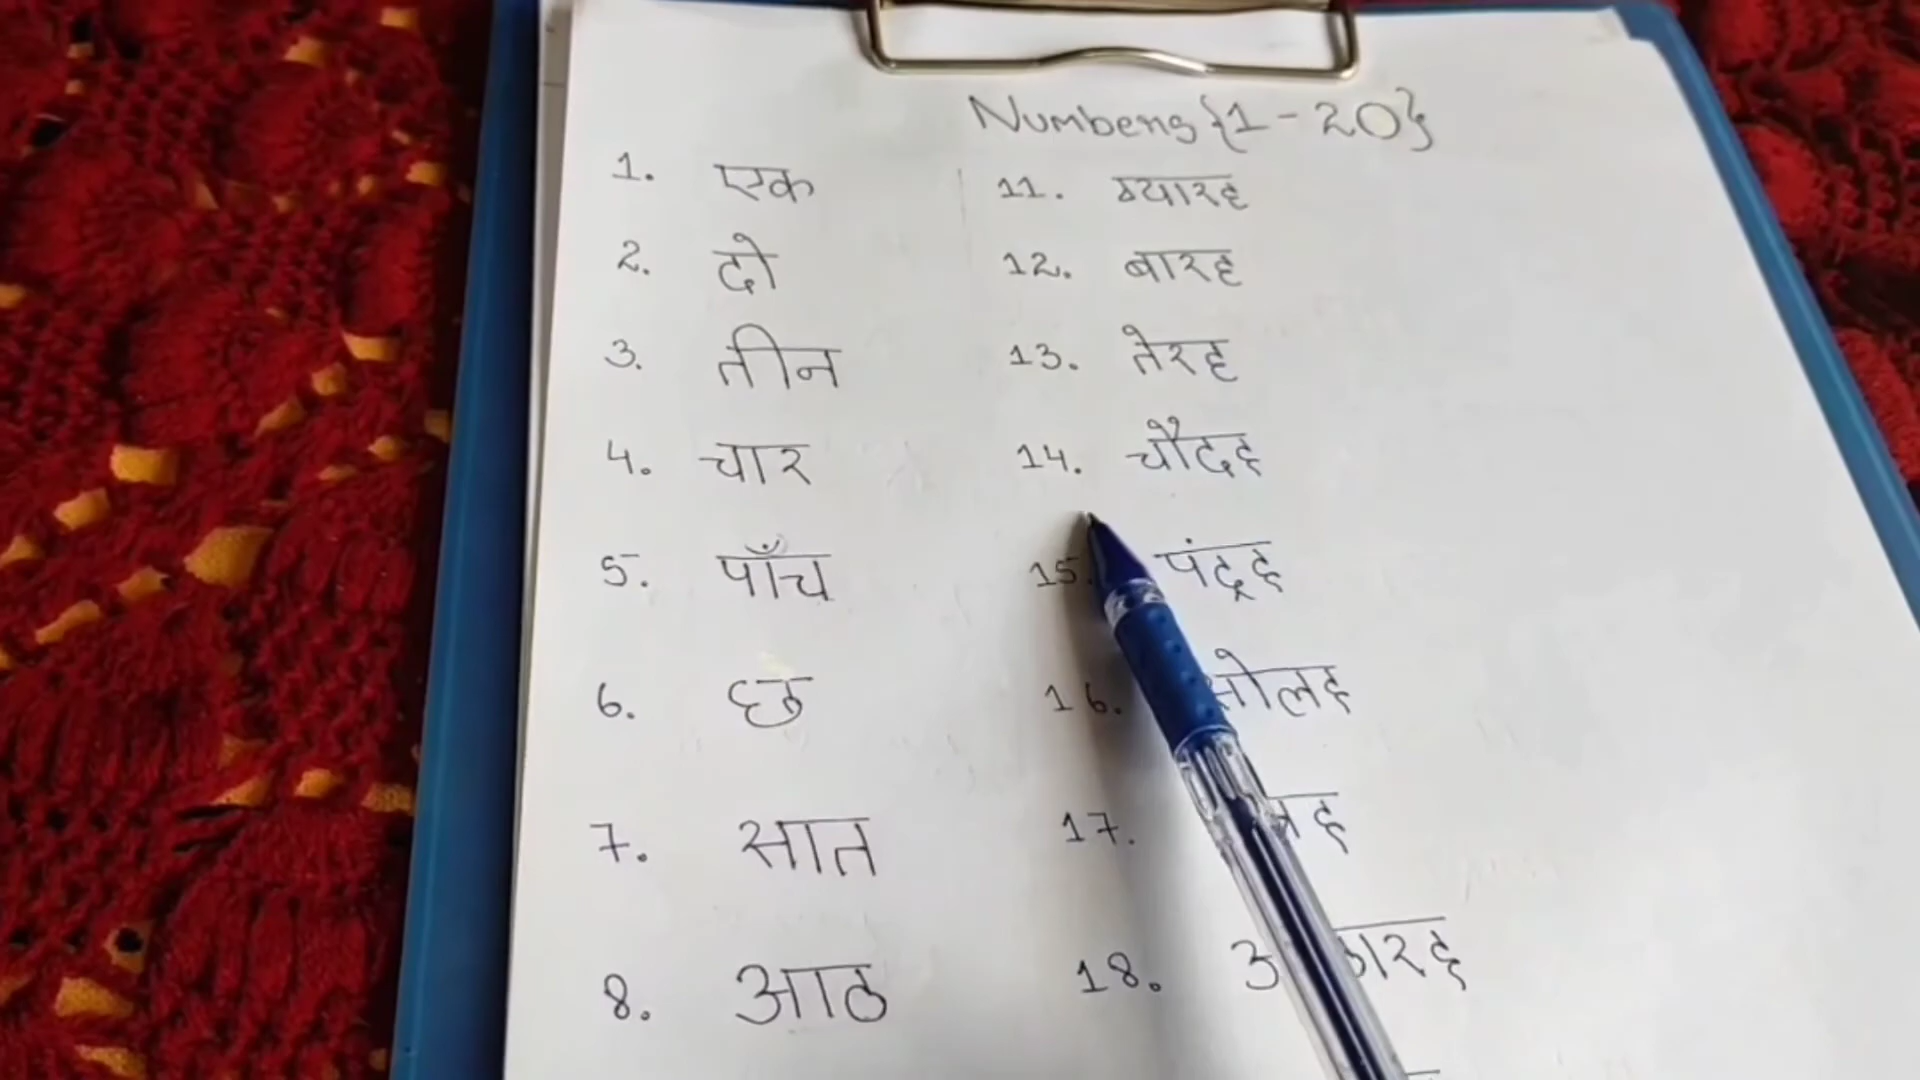 Numbers {1-20}
1. एक
2. दो
3. तीन
4. चार
5. पाँच
6. छ
7. सात
8. आठ
11. ग्यारह
12. बारह
13. तेरह
14. चौदह
15. पंद्रह
16. सोलह
17.
18.